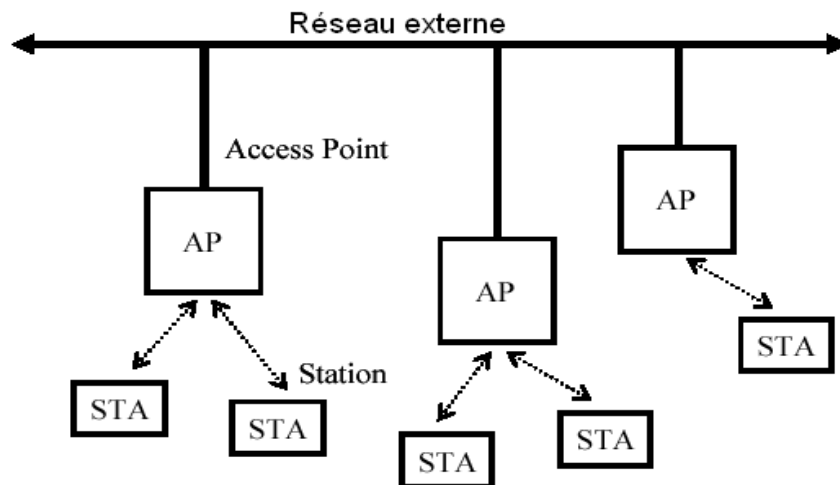 Réseau externe
Access Point
AP
AP
AP
STA
Station
STA
STA
STA
STA